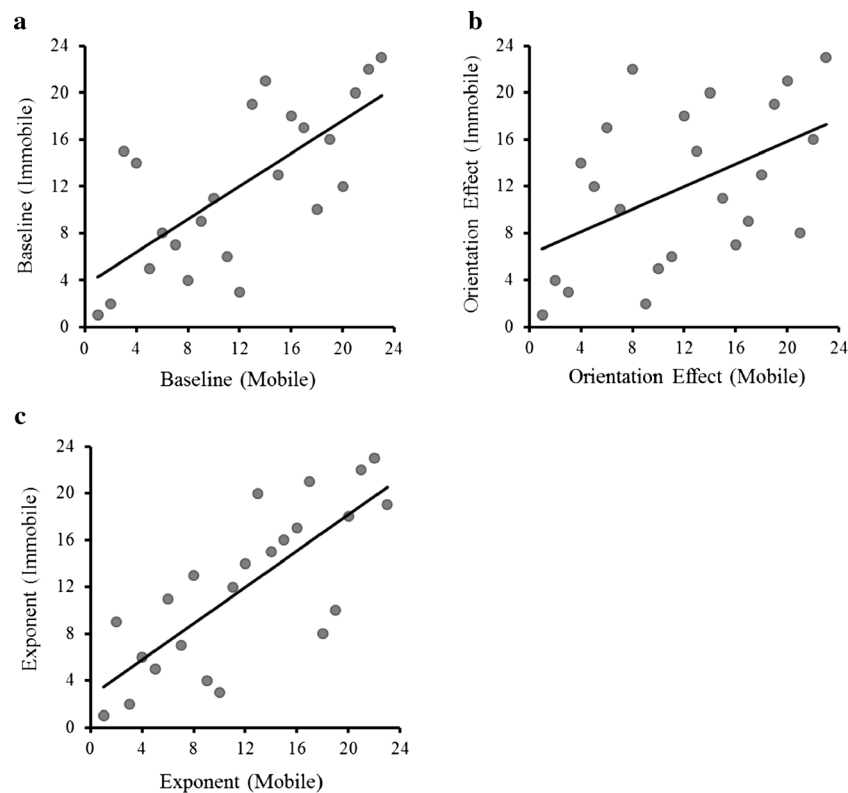 a
24
20
16
12
8
4
0
0 4 8 12 16 20 24
Baseline (Immobile)
Baseline (Mobile)
b
24
20
16
12
8
4
0
0 4 8 12 16 20 24
Orientation Effect (Immobile)
Orientation Effect (Mobile)
c
24
20
16
12
8
4
0
0 4 8 12 16 20 24
Exponent (Immobile)
Exponent (Mobile)